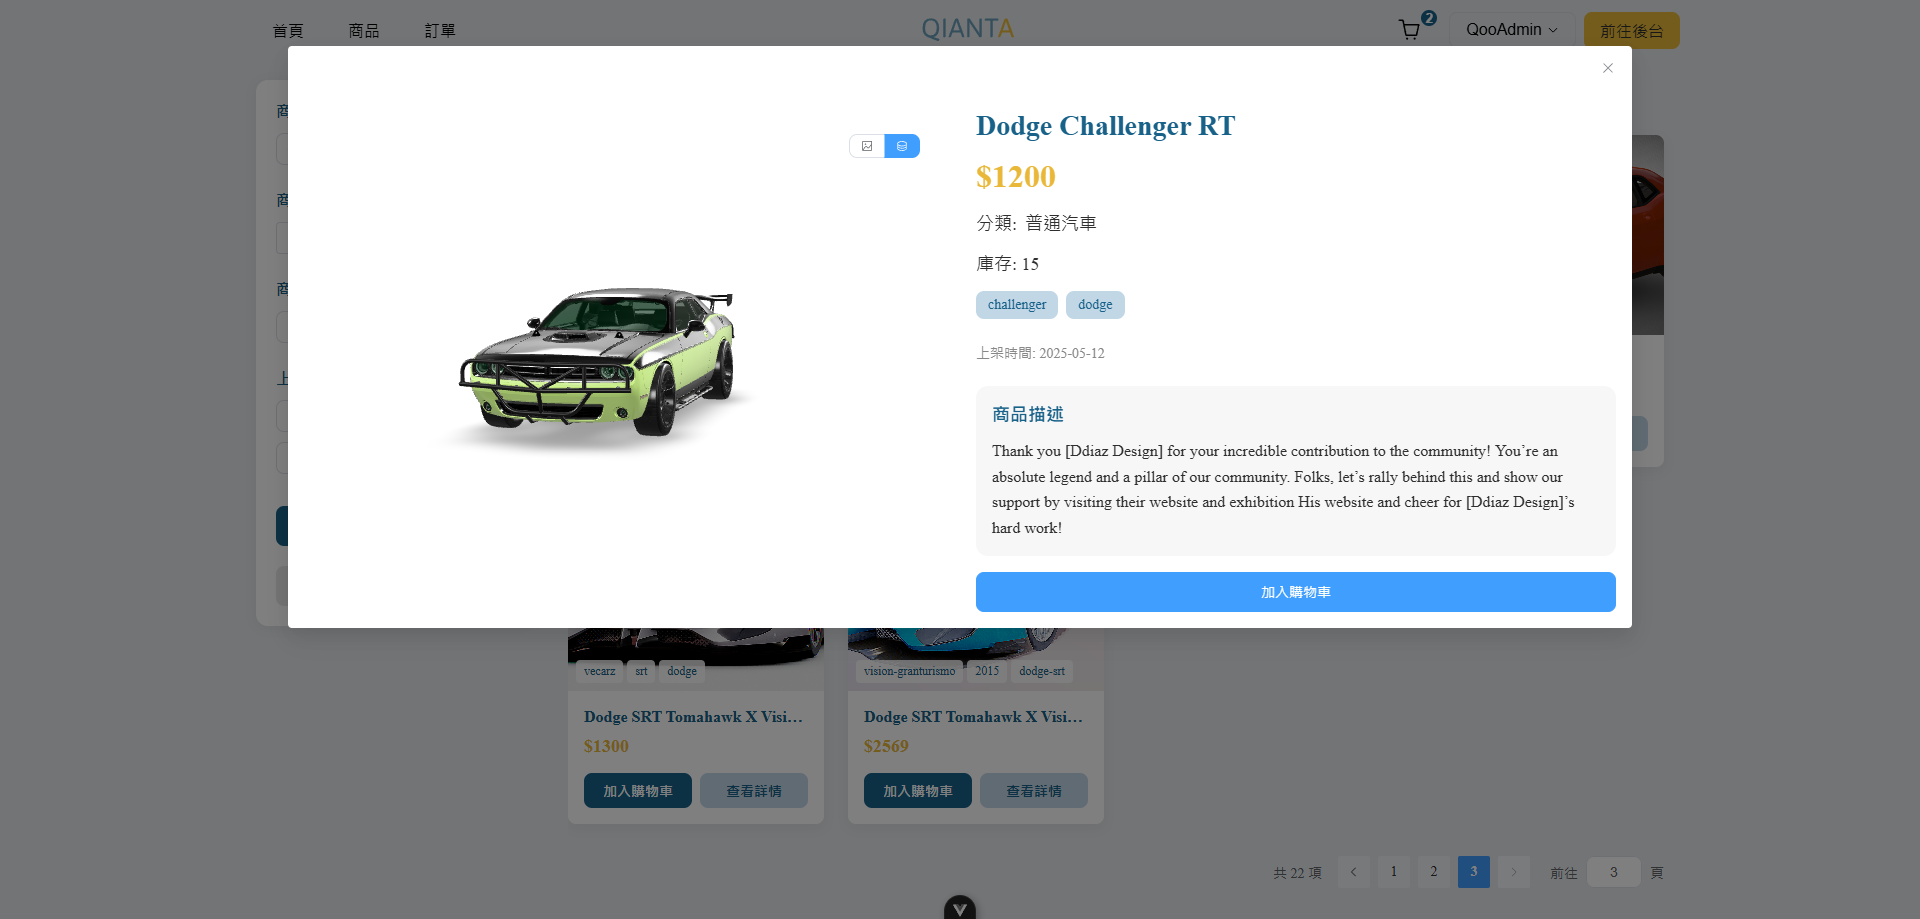 首頁
商品
訂單
QIANTA
2
QooAdmin
前往後台
商
商
商
上
Dodge Challenger RT
$1200
分類: 普通汽車
庫存: 15
challenger
dodge
上架時間: 2025-05-12
商品描述
Thank you [Ddiaz Design] for your incredible contribution to the community! You’re an
absolute legend and a pillar of our community. Folks, let’s rally behind this and show our
support by visiting their website and exhibition His website and cheer for [Ddiaz Design]’s
hard work!
加入購物車
vecarz
srt
dodge
Dodge SRT Tomahawk X Visi…
$1300
加入購物車
查看詳情
vision-granturismo
2015
dodge-srt
Dodge SRT Tomahawk X Visi…
$2569
加入購物車
查看詳情
共 22 項
1
2
3
前往
3
頁